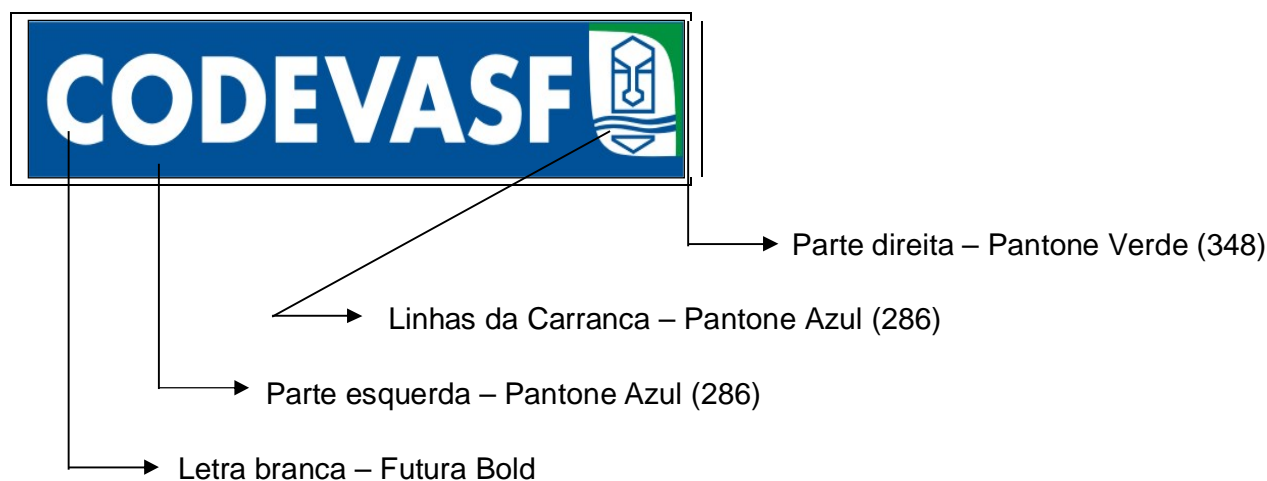 CODEVASF
Parte direita – Pantone Verde (348)
Linhas da Carranca – Pantone Azul (286)
Parte esquerda – Pantone Azul (286)
Letra branca – Futura Bold